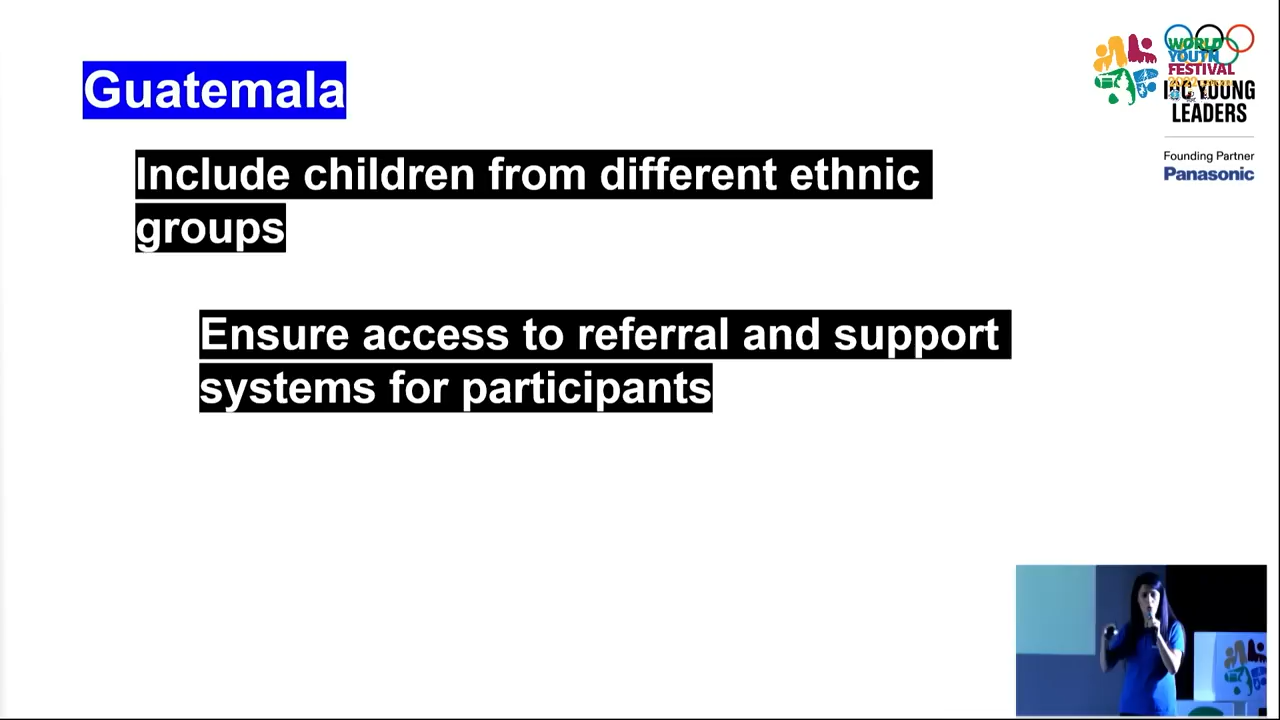 Guatemala
Include children from different ethnic
groups
Ensure access to referral and support
systems for participants
WORLD
YOUTH
FESTIVAL
YOUNG
LEADERS
Founding Partner
Panasonic